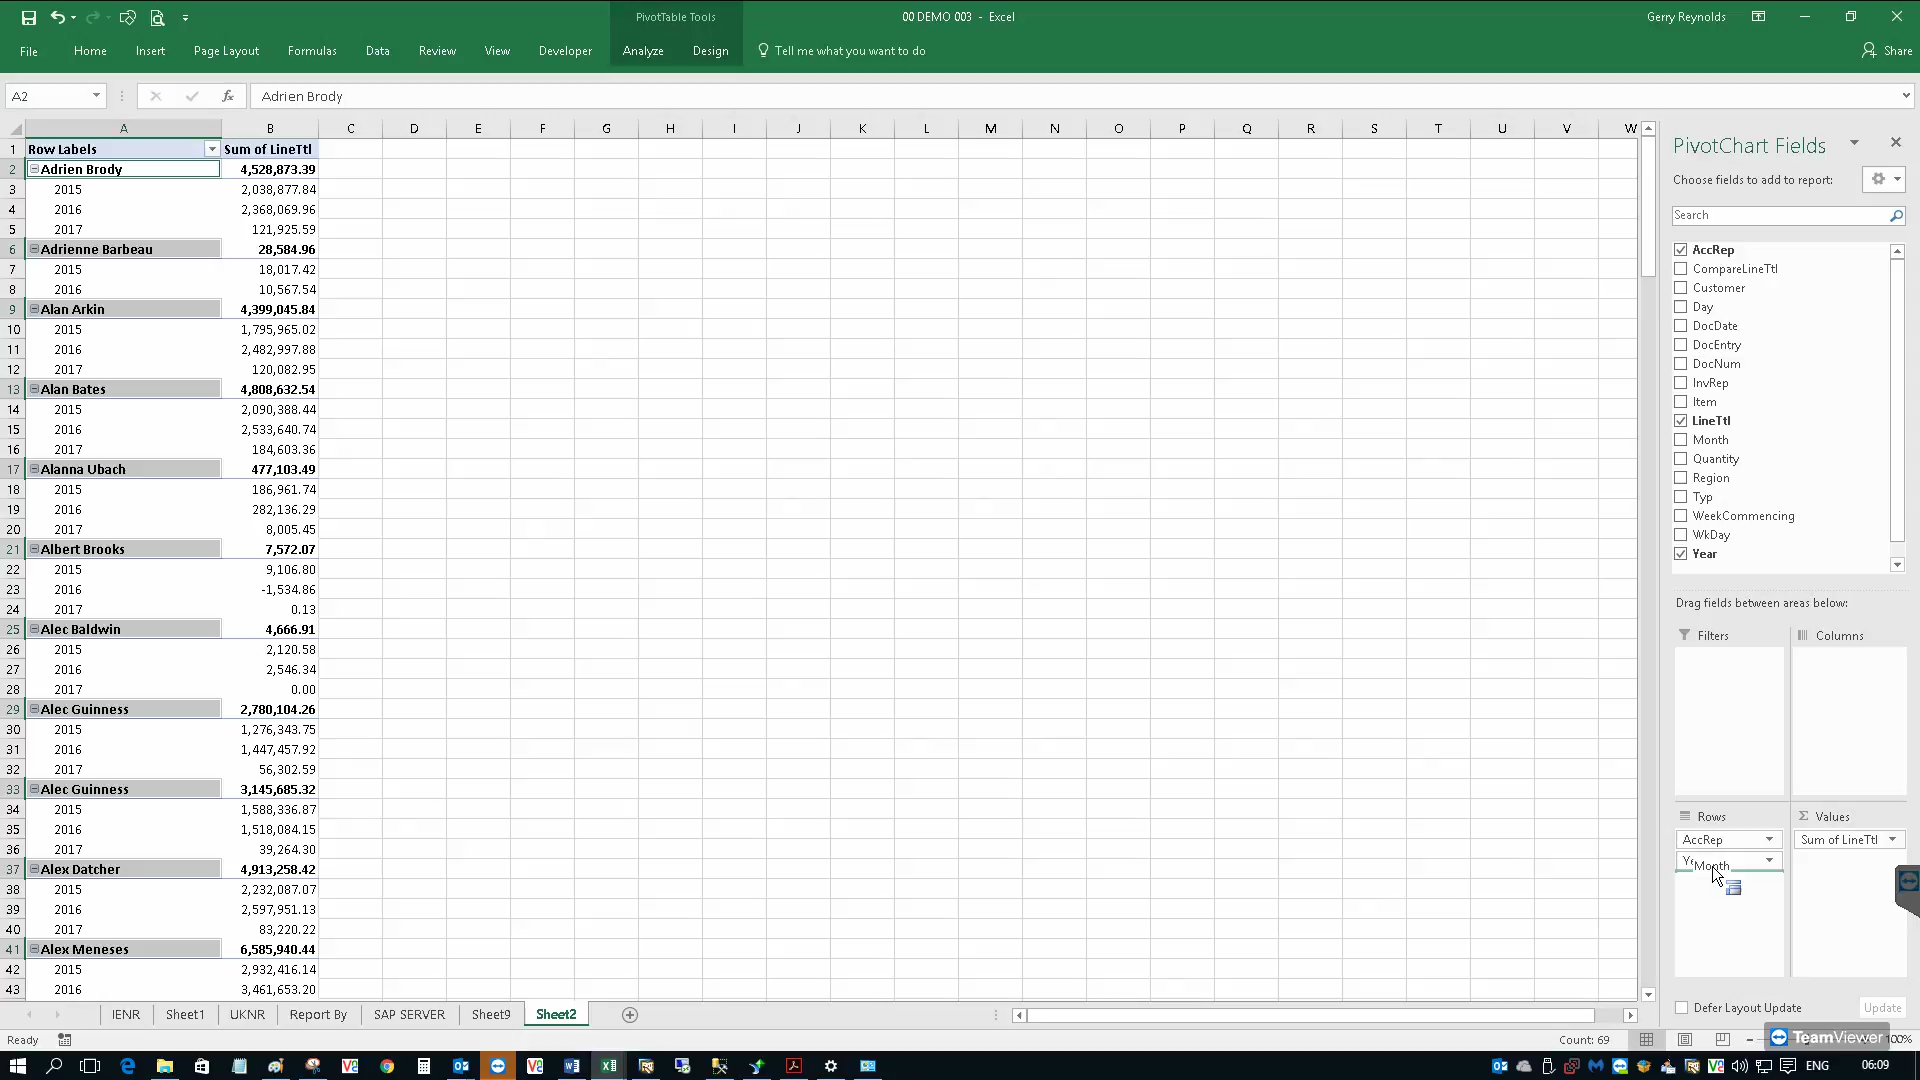 PivotTable Tools
00 DEMO 003 - Excel
Gerry Reynolds
File Home Insert Page Layout Formulas Data Review View Developer Analyze Design Tell me what you want to do Share
A2 fx Adrien Brody
A B C D E F G H I J K L M N O P Q R S T U V W
1 Row Labels Sum of LineTtl
2 Adrien Brody 4,528,873.39
3 2015 2,038,877.84
4 2016 2,368,069.96
5 2017 121,925.59
6 Adrienne Barbeau 28,584.96
7 2015 18,017.42
8 2016 10,567.54
9 Alan Arkin 4,399,045.84
10 2015 1,795,965.02
11 2016 2,482,997.88
12 2017 120,082.95
13 Alan Bates 4,808,632.54
14 2015 2,090,388.44
15 2016 2,533,640.74
16 2017 184,603.36
17 Alanna Ubach 477,103.49
18 2015 186,961.74
19 2016 282,136.29
20 2017 8,005.45
21 Albert Brooks 7,572.07
22 2015 9,106.80
23 2016 -1,534.86
24 2017 0.13
25 Alec Baldwin 4,666.91
26 2015 2,120.58
27 2016 2,546.34
28 2017 0.00
29 Alec Guinness 2,780,104.26
30 2015 1,276,343.75
31 2016 1,447,457.92
32 2017 56,302.59
33 Alec Guinness 3,145,685.32
34 2015 1,588,336.87
35 2016 1,518,084.15
36 2017 39,264.30
37 Alex Datcher 4,913,258.42
38 2015 2,232,087.07
39 2016 2,597,951.13
40 2017 83,220.22
41 Alex Meneses 6,585,940.44
42 2015 2,932,416.14
43 2016 3,461,653.20
PivotChart Fields
Choose fields to add to report:
Search
AccRep
CompareLineTtl
Customer
Day
DocDate
DocEntry
DocNum
InvRep
Item
LineTtl
Month
Quantity
Region
Typ
WeekCommencing
WkDay
Year
Drag fields between areas below:
Filters Columns
Rows Σ Values
AccRep Sum of LineTtl
Month
Defer Layout Update Update
IENR Sheet1 UKNR Report By SAP SERVER Sheet9 Sheet2
Ready Count: 69 100%
TeamViewer
ENG 06:09